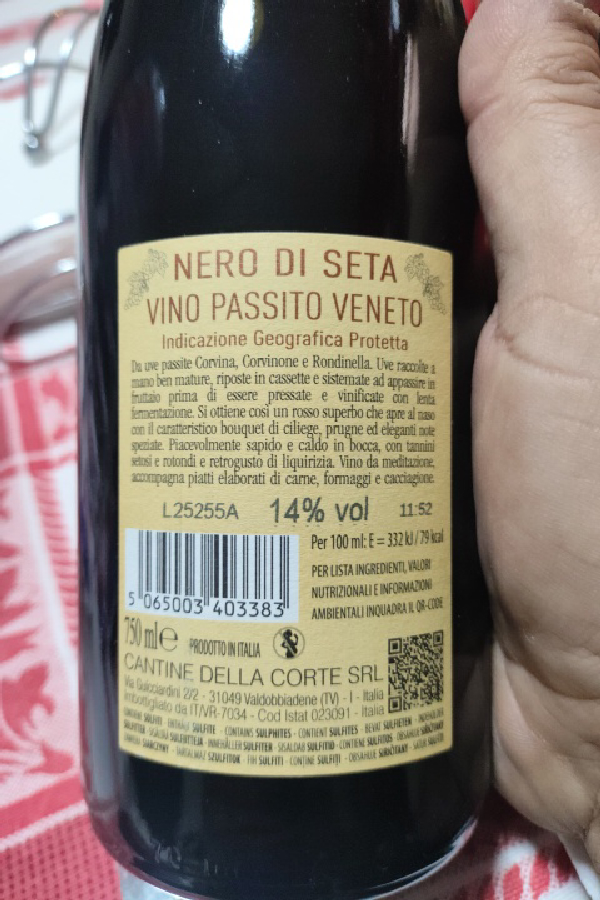 NERO DI SETA
VINO PASSITO VENETO
Indicazione Geografica Protetta
Da uve passite Corvina, Corvinone e Rondinella. Uve raccolte a
mano ben mature, riposte in cassette e sistemate ad appassire in
fruttaio prima di essere pressate e vinificate con lenta
fermentazione. Si ottiene così un rosso superbo che apre al naso
con il caratteristico bouquet di ciliege, prugne ed eleganti note
speziate. Piacevolmente sapido e caldo in bocca, con tannini
setosi e rotondi e retrogusto di liquirizia. Vino da meditazione,
accompagna piatti elaborati di carne, formaggi e cacciagione.
L25255A 14% vol 11:52
Per 100 ml: E = 332 kJ / 79 kcal
PER LISTA INGREDIENTI, VALORI
NUTRIZIONALI E INFORMAZIONI
AMBIENTALI INQUADRA IL QR-CODE
5 065003 403383
750 ml e PRODOTTO IN ITALIA
CANTINE DELLA CORTE SRL
Via Guicciardini 2/2 - 31049 Valdobbiadene (TV) - I - Italia
Imbottigliato da IT/VR-7034 - Cod Istat 023091 - Italia
SULFITI - CONTAINS SULPHITES - CONTIENT SULFITES -